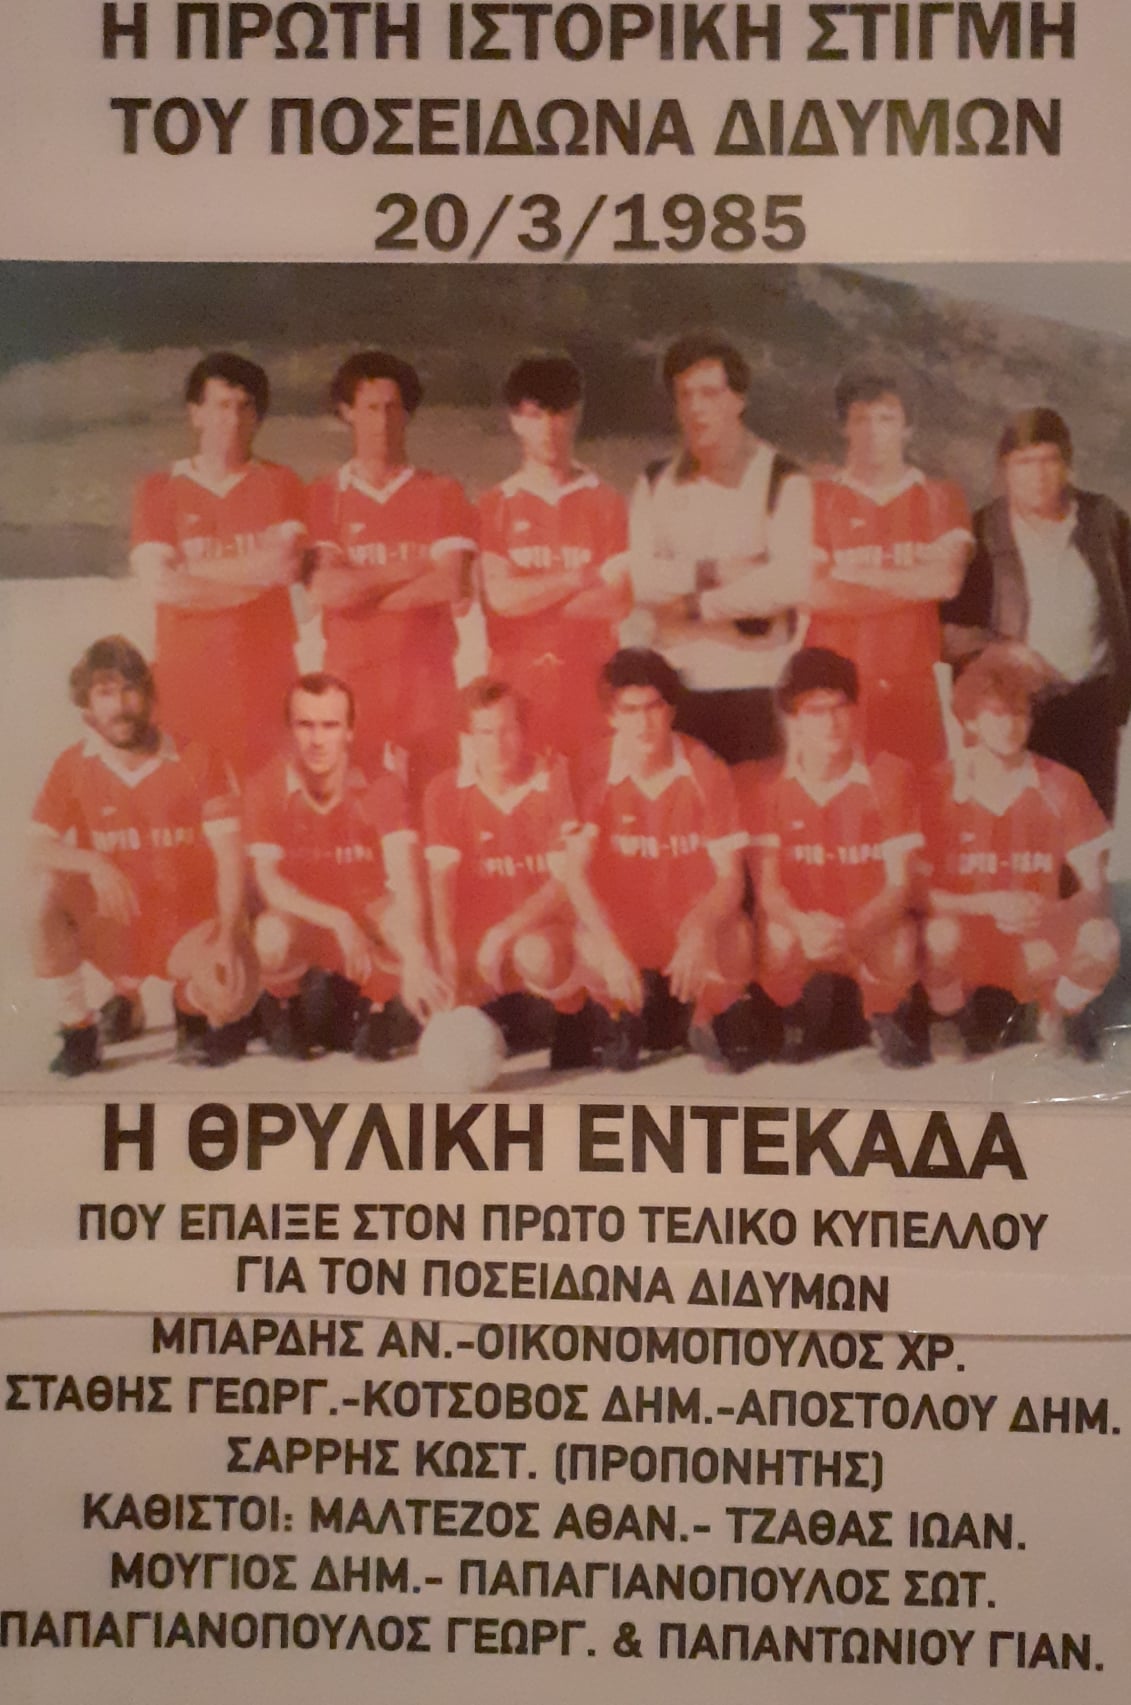 Η ΠΡΩΤΗ ΙΣΤΟΡΙΚΗ ΣΤΙΓΜΗ
ΤΟΥ ΠΟΣΕΙΔΩΝΑ ΔΙΔΥΜΩΝ
20/3/1985
Η ΘΡΥΛΙΚΗ ΕΝΤΕΚΑΔΑ
ΠΟΥ ΕΠΑΙΞΕ ΣΤΟΝ ΠΡΩΤΟ ΤΕΛΙΚΟ ΚΥΠΕΛΛΟΥ
ΓΙΑ ΤΟΝ ΠΟΣΕΙΔΩΝΑ ΔΙΔΥΜΩΝ
ΜΠΑΡΔΗΣ ΑΝ.-ΟΙΚΟΝΟΜΟΠΟΥΛΟΣ ΧΡ.
ΣΤΑΘΗΣ ΓΕΩΡΓ.-ΚΟΤΣΟΒΟΣ ΔΗΜ.-ΑΠΟΣΤΟΛΟΥ ΔΗΜ.
ΣΑΡΡΗΣ ΚΩΣΤ. (ΠΡΟΠΟΝΗΤΗΣ)
ΚΑΘΙΣΤΟΙ: ΜΑΛΤΕΖΟΣ ΑΘΑΝ.- ΤΖΑΘΑΣ ΙΩΑΝ.
ΜΟΥΓΙΟΣ ΔΗΜ.- ΠΑΠΑΓΙΑΝΟΠΟΥΛΟΣ ΣΩΤ.
ΠΑΠΑΓΙΑΝΟΠΟΥΛΟΣ ΓΕΩΡΓ. & ΠΑΠΑΝΤΩΝΙΟΥ ΓΙΑΝ.